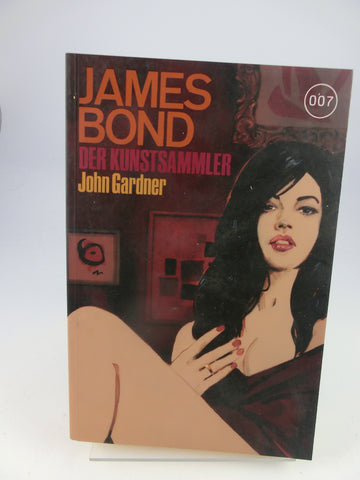 JAMES
BOND
007
DER KUNSTSAMMLER
John Gardner